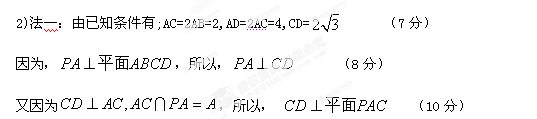 2)法一：由已知条件有;AC=2AB=2,AD=2AC=4,CD=2√3 （7分）
因为，PA⊥平面ABCD，所以，PA⊥CD （8分）
又因为CD⊥AC,AC∩PA=A，所以， CD⊥平面PAC （10分）